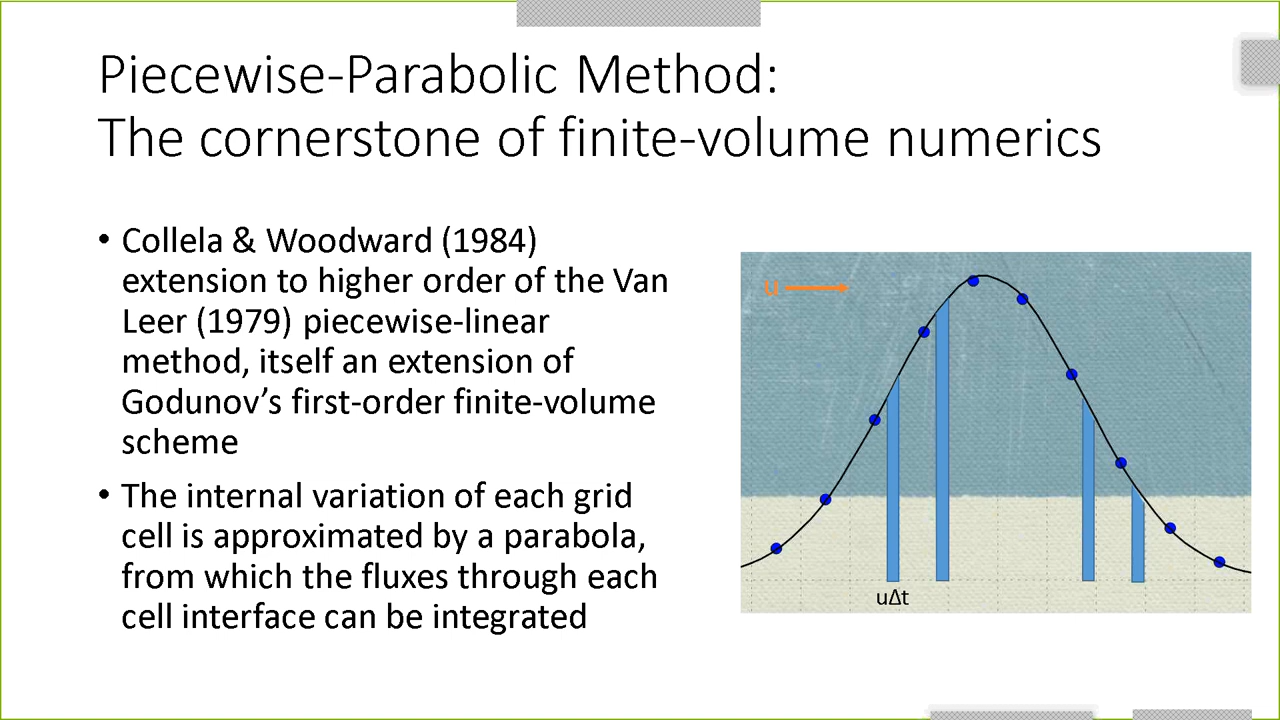 Piecewise-Parabolic Method:
The cornerstone of finite-volume numerics
• Collela & Woodward (1984)
extension to higher order of the Van
Leer (1979) piecewise-linear
method, itself an extension of
Godunov’s first-order finite-volume
scheme
• The internal variation of each grid
cell is approximated by a parabola,
from which the fluxes through each
cell interface can be integrated
u
uΔt